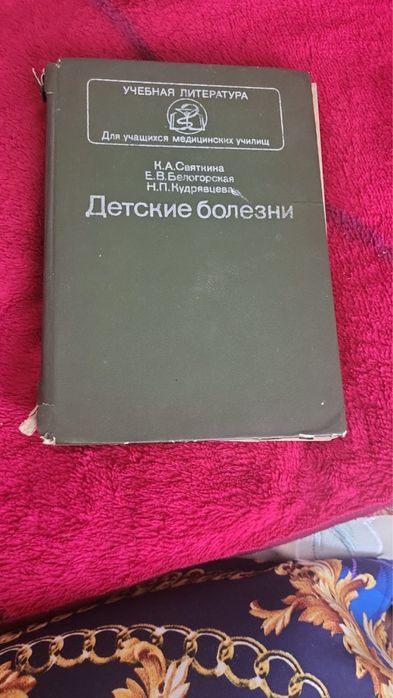 УЧЕБНАЯ ЛИТЕРАТУРА
Для учащихся медицинских училищ
К.А.Святкина
Е.В.Белогорская
Н.П.Кудрявцева
Детские болезни